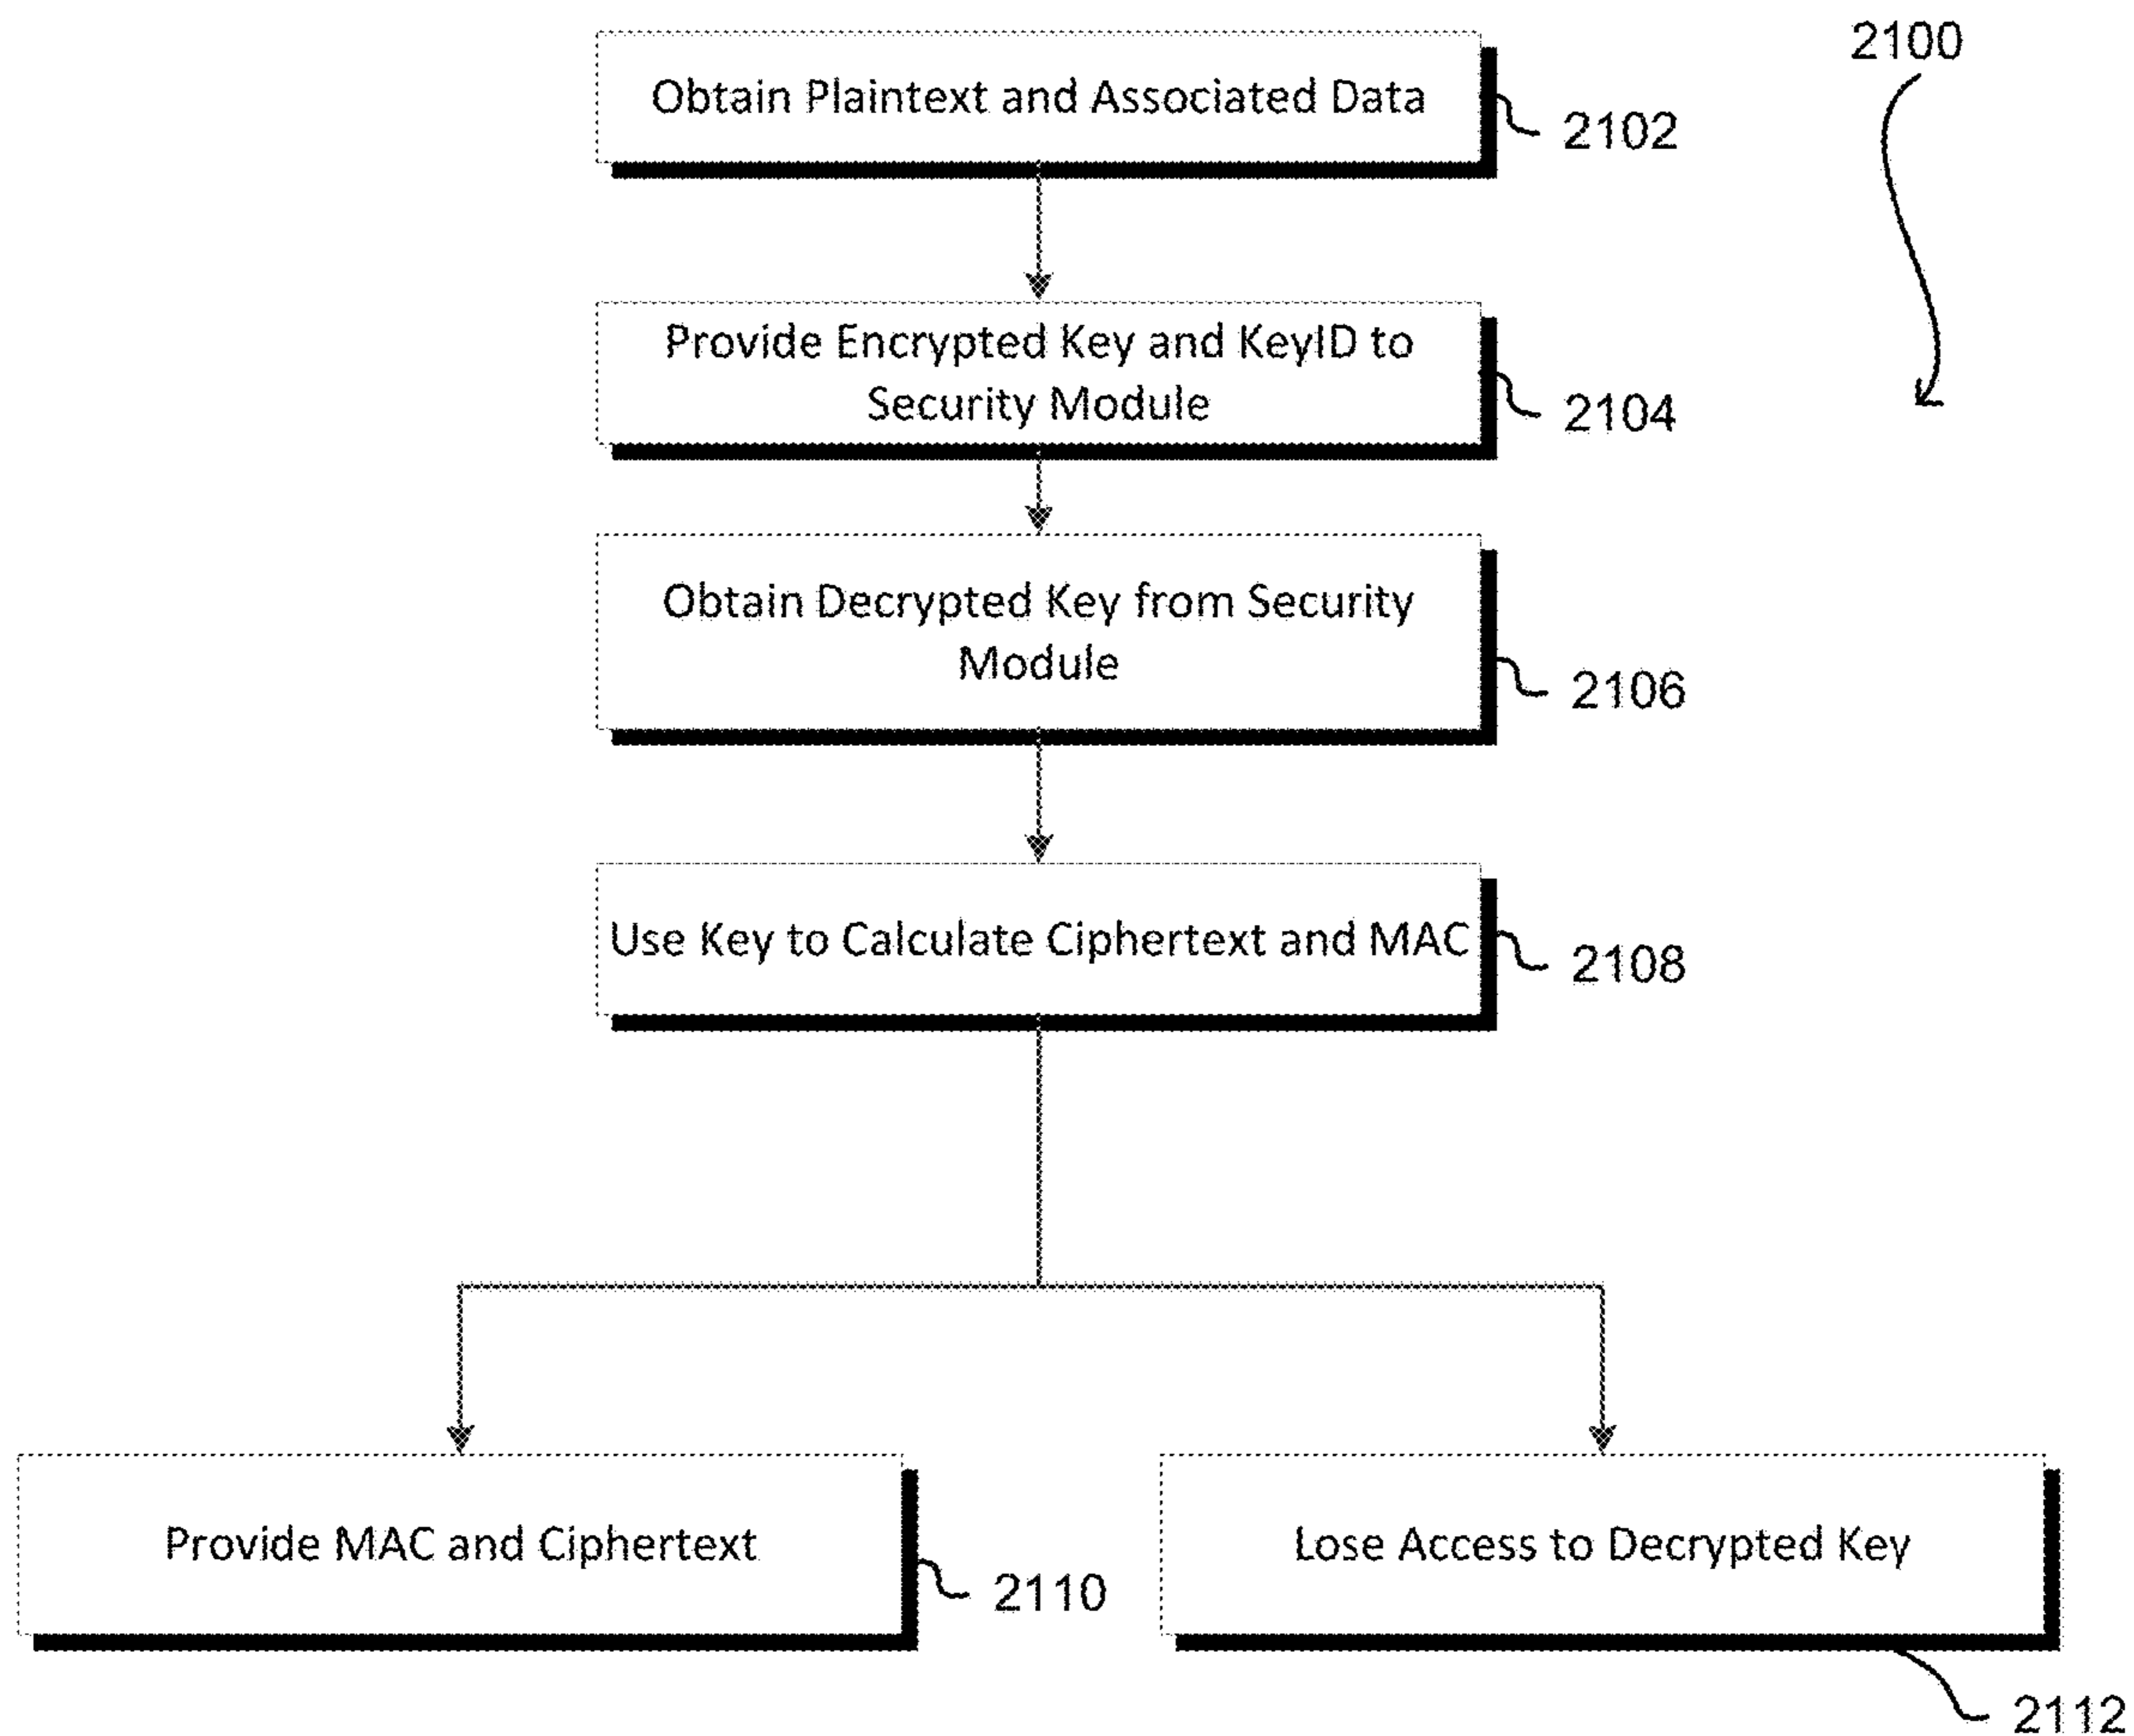 2100
Obtain Plaintext and Associated Data
2102
Provide Encrypted Key and KeyID to
Security Module
2104
Obtain Decrypted Key from Security
Module
2106
Use Key to Calculate Ciphertext and MAC
2108
Provide MAC and Ciphertext
2110
Lose Access to Decrypted Key
2112